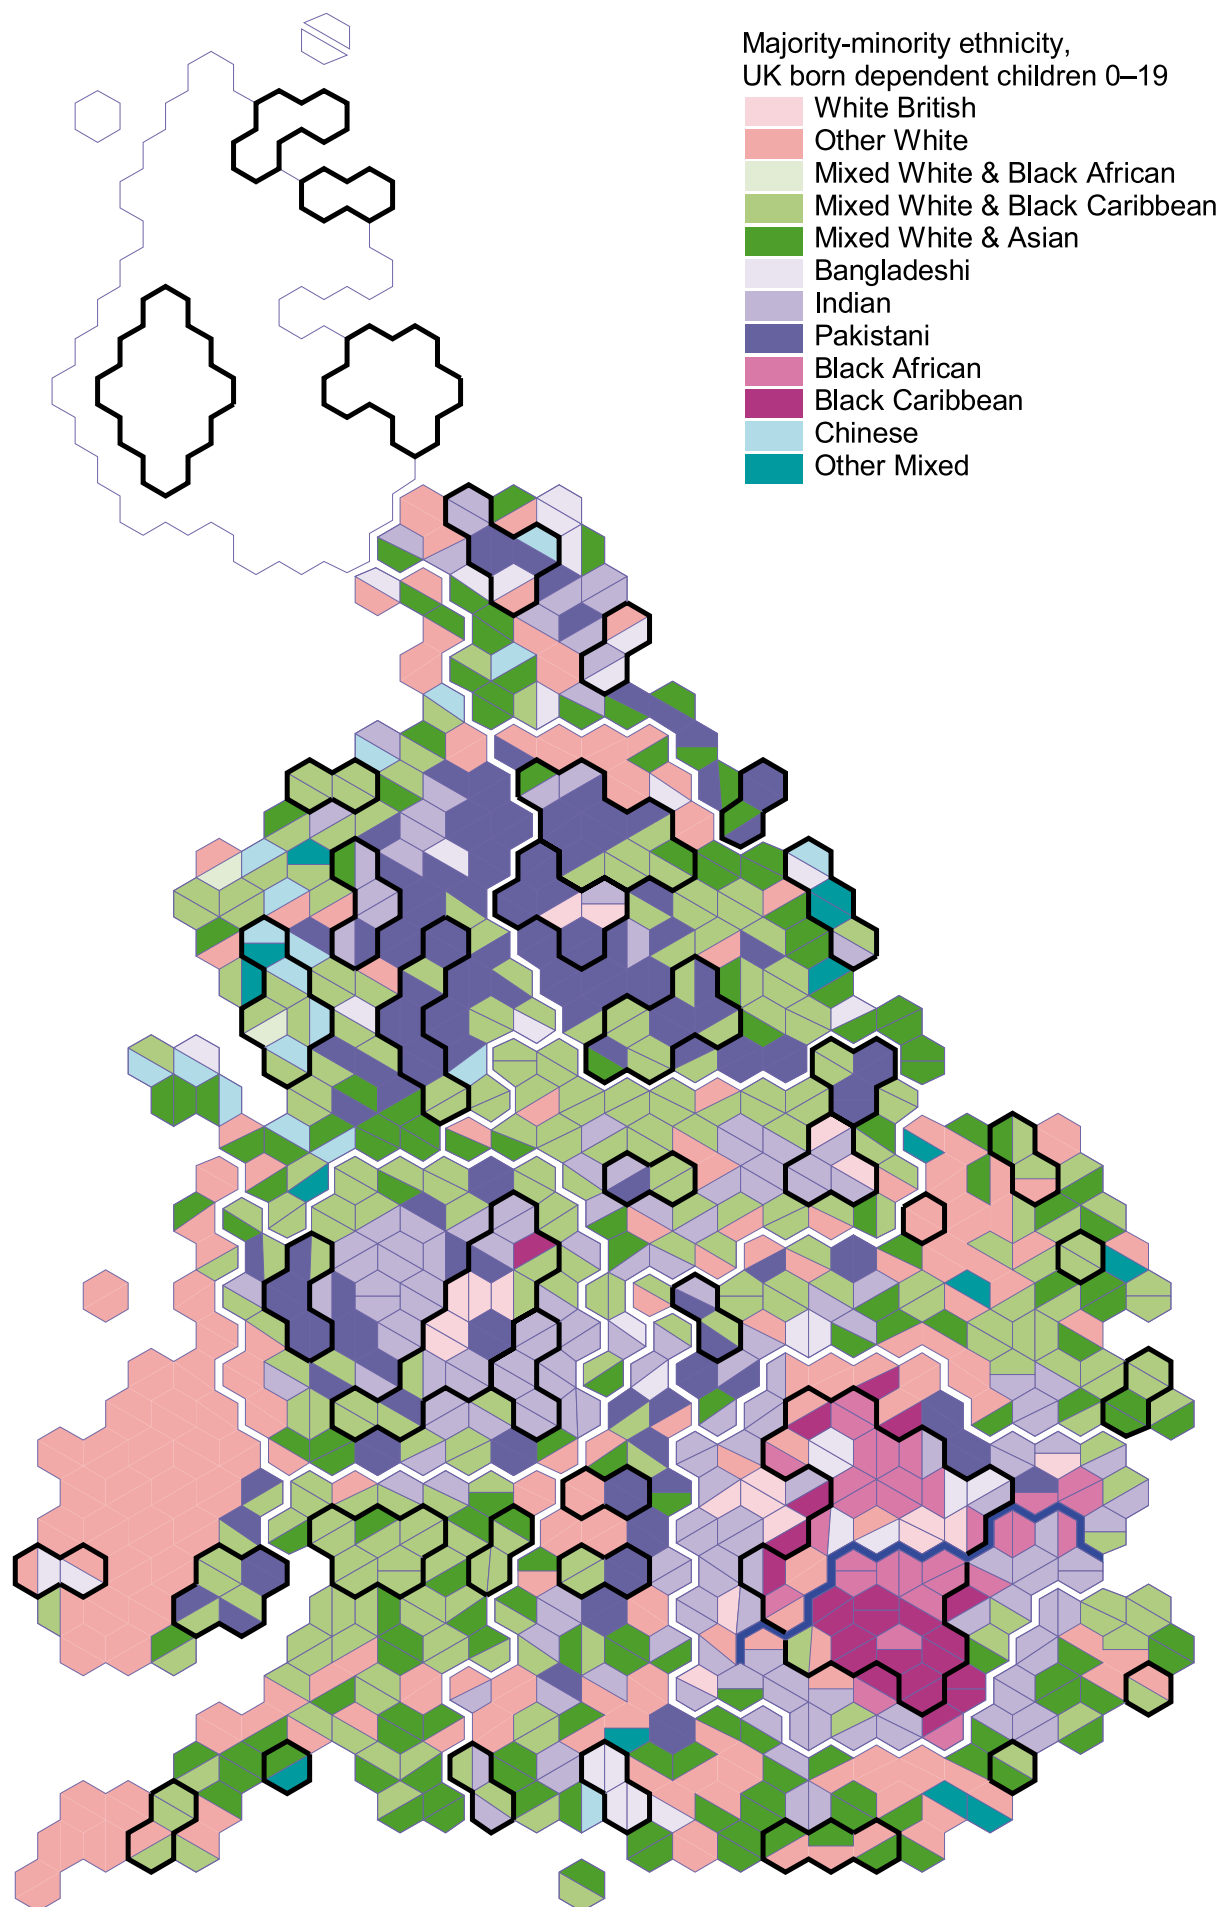 Majority-minority ethnicity,
UK born dependent children 0–19
White British
Other White
Mixed White & Black African
Mixed White & Black Caribbean
Mixed White & Asian
Bangladeshi
Indian
Pakistani
Black African
Black Caribbean
Chinese
Other Mixed